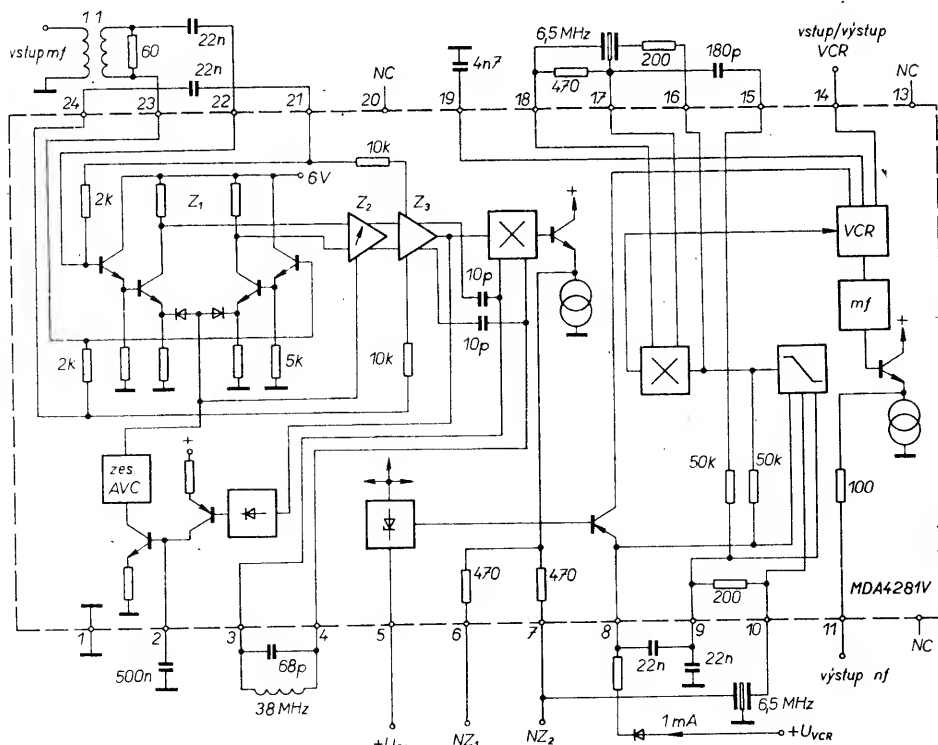 11
vstup mf
60
22n
22n
NC
4n7
6,5 MHz
470
200
180p
vstup/výstup
VCR
NC
24
23
22
21
20
19
18
17
16
15
14
13
2k
Z1
10k
6V
Z2
Z3
10p
10p
VCR
mf
2k
5k
10k
zes
AVC
50k
50k
100
470
470
200
MDA4281V
1
2
3
4
5
6
7
8
9
10
11
NC
500n
68p
38 MHz
22n
22n
6,5 MHz
výstup nf
1mA
NZ1
NZ2
+UVCR